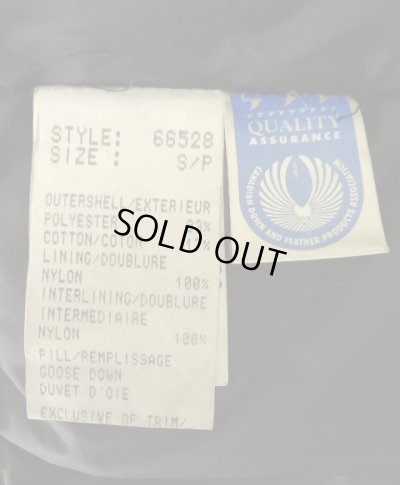 STYLE: 66528
SIZE : S/P
OUTERSHELL/EXTERIEUR
POLYESTER
COTTON/COTON
LINING/DOUBLURE
NYLON 100%
INTERLINING/DOUBLURE
INTERMEDIAIRE
NYLON 100%
FILL/REMPLISSAGE
GOOSE DOWN
DUVET D'OIE
EXCLUSIVE OF TRIM/
QUALITY
ASSURANCE
CANADIAN DOWN AND FEATHER PRODUCTS ASSOCIATION
SOLD OUT